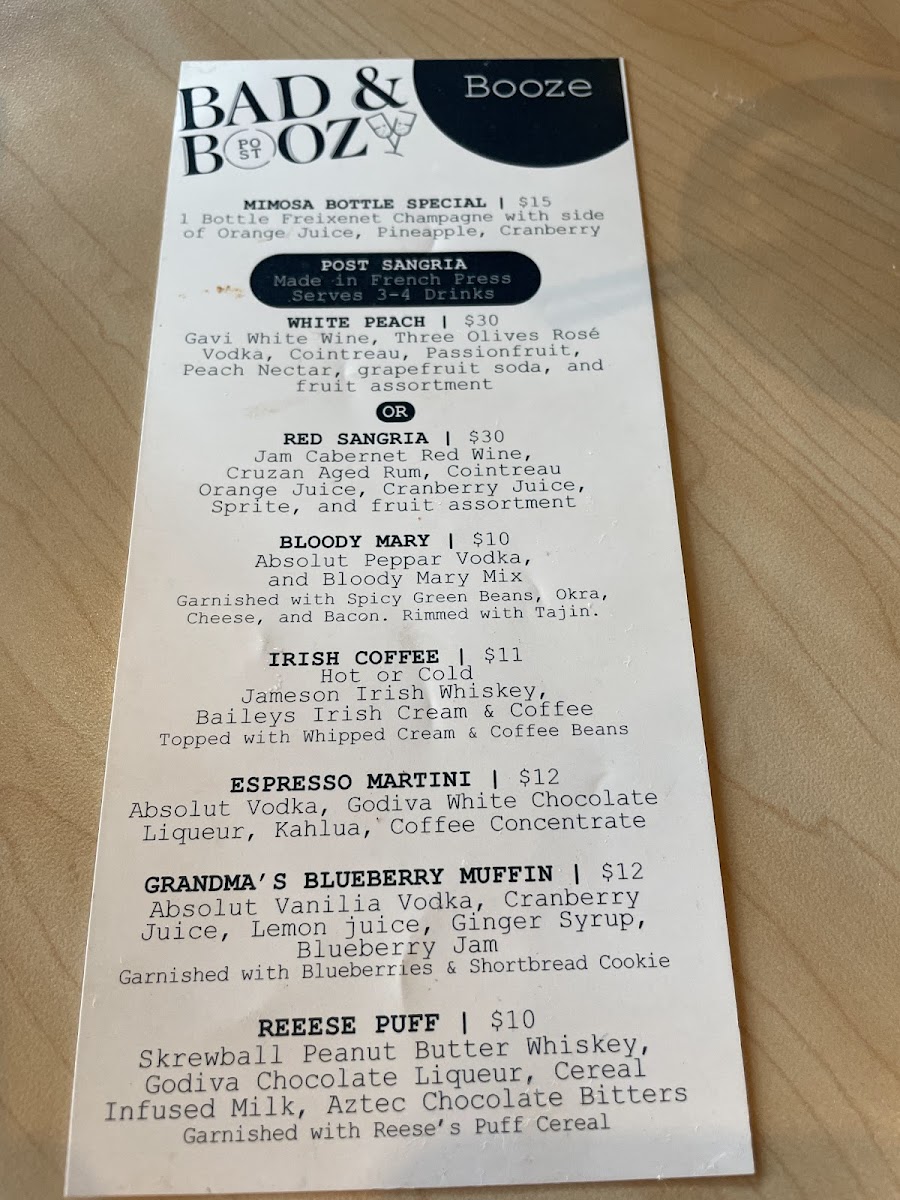 BAD &
BOOZY
PO
ST
Booze
MIMOSA BOTTLE SPECIAL | $15
1 Bottle Freixenet Champagne with side
of Orange Juice, Pineapple, Cranberry
POST SANGRIA
Made in French Press
Serves 3-4 Drinks
WHITE PEACH | $30
Gavi White Wine, Three Olives Rosé
Vodka, Cointreau, Passionfruit,
Peach Nectar, grapefruit soda, and
fruit assortment
OR
RED SANGRIA | $30
Jam Cabernet Red Wine,
Cruzan Aged Rum, Cointreau
Orange Juice, Cranberry Juice,
Sprite, and fruit assortment
BLOODY MARY | $10
Absolut Peppar Vodka,
and Bloody Mary Mix
Garnished with Spicy Green Beans, Okra,
Cheese, and Bacon. Rimmed with Tajin.
IRISH COFFEE | $11
Hot or Cold
Jameson Irish Whiskey,
Baileys Irish Cream & Coffee
Topped with Whipped Cream & Coffee Beans
ESPRESSO MARTINI | $12
Absolut Vodka, Godiva White Chocolate
Liqueur, Kahlua, Coffee Concentrate
GRANDMA'S BLUEBERRY MUFFIN | $12
Absolut Vanilia Vodka, Cranberry
Juice, Lemon juice, Ginger Syrup,
Blueberry Jam
Garnished with Blueberries & Shortbread Cookie
REEESE PUFF | $10
Skrewball Peanut Butter Whiskey,
Godiva Chocolate Liqueur, Cereal
Infused Milk, Aztec Chocolate Bitters
Garnished with Reese's Puff Cereal